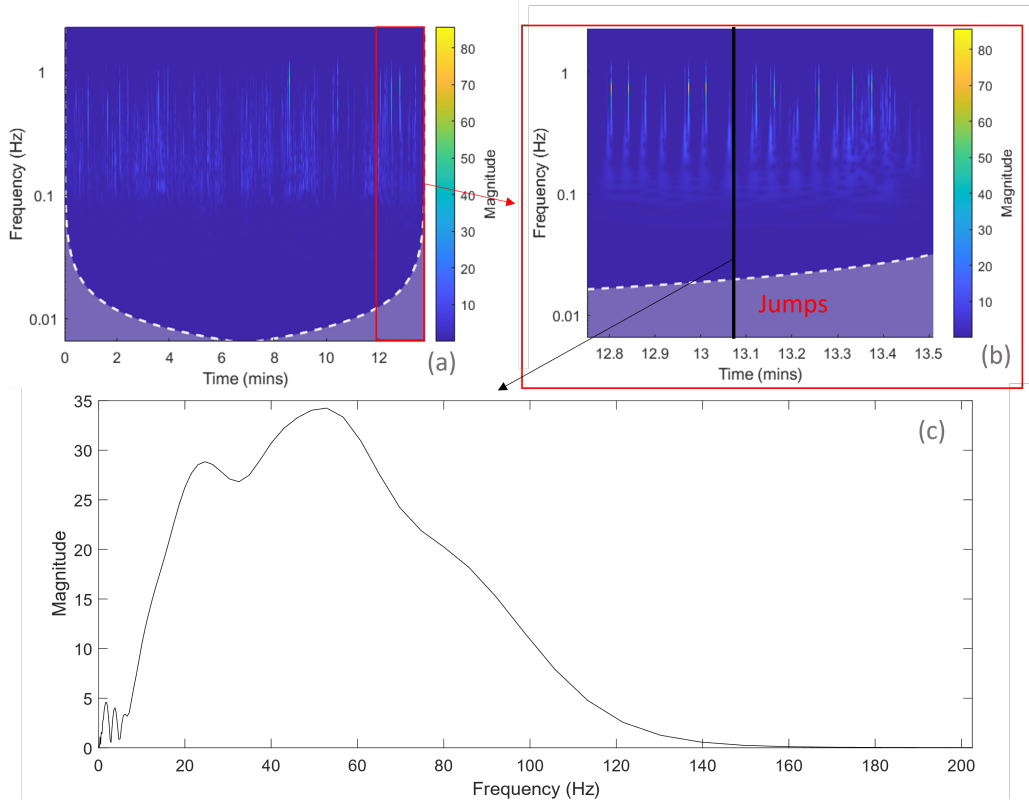 1
0.1
0.01
Frequency (Hz)
0 2 4 6 8 10 12
Time (mins)
80
70
60
50
40
30
20
10
Magnitude
(a)
1
0.1
0.01
Frequency (Hz)
12.8 12.9 13 13.1 13.2 13.3 13.4 13.5
Time (mins)
Jumps
80
70
60
50
40
30
20
10
Magnitude
(b)
35
30
25
20
15
10
5
0
Magnitude
(c)
0 20 40 60 80 100 120 140 160 180 200
Frequency (Hz)